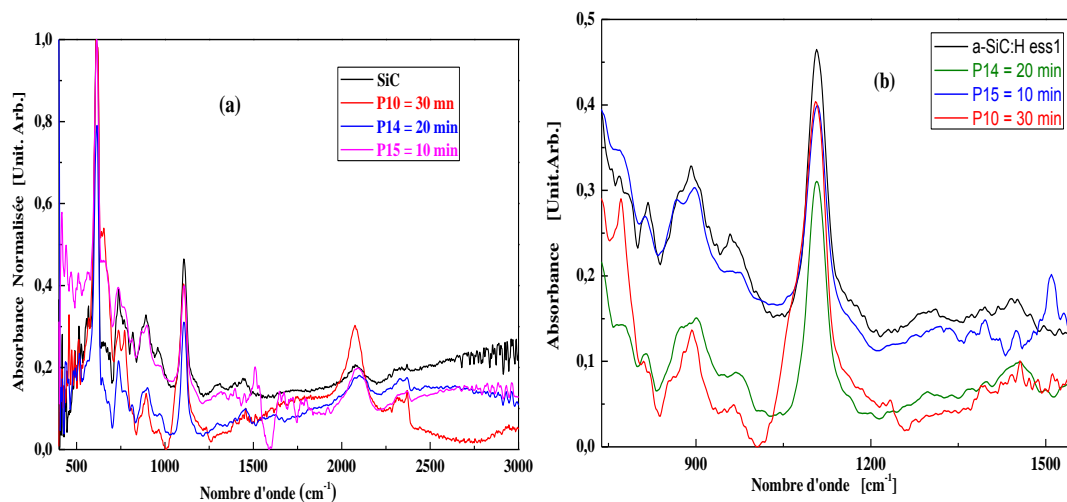 (a)
SiC
P10 = 30 mn
P14 = 20 min
P15 = 10 min
1,0
0,8
0,6
0,4
0,2
0,0
Absorbance Normalisée [Unit. Arb.]
500 1000 1500 2000 2500 3000
Nombre d'onde (cm⁻¹)
(b)
a-SiC:H ess1
P14 = 20 min
P15 = 10 min
P10 = 30 min
0,5
0,4
0,3
0,2
0,1
0,0
Absorbance [Unit.Arb.]
900 1200 1500
Nombre d'onde [cm⁻¹]